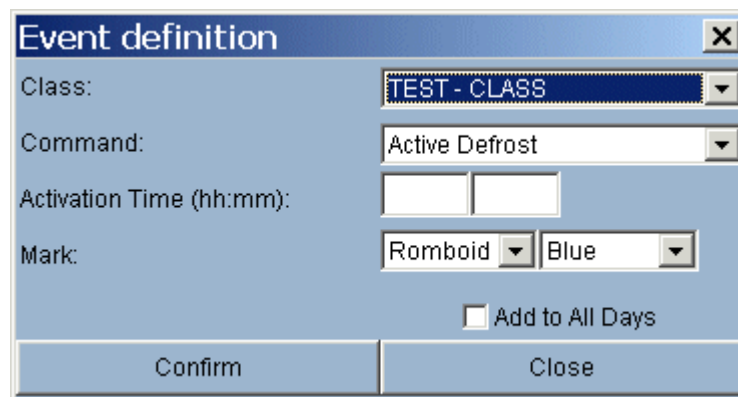 Event definition
Class: TEST - CLASS
Command: Active Defrost
Activation Time (hh:mm):
Mark: Romboid Blue
Add to All Days
Confirm Close